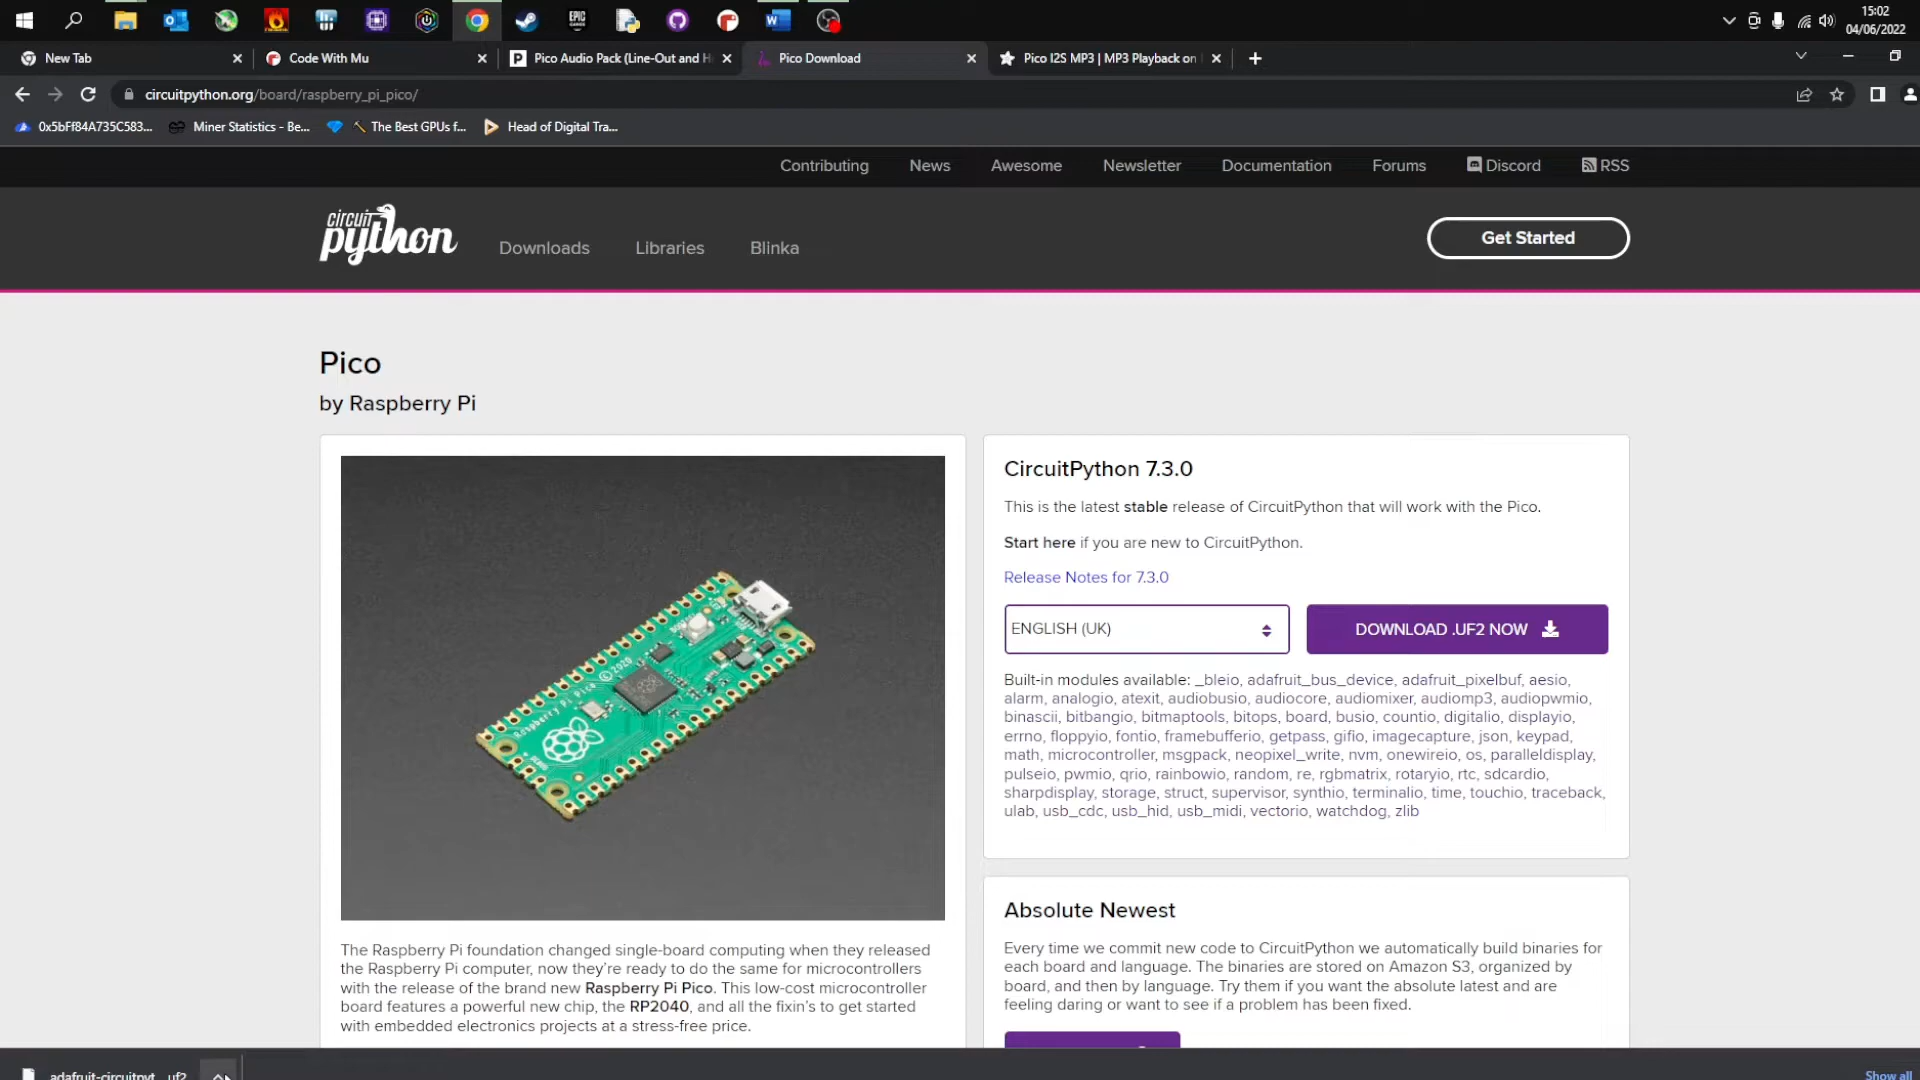 15:02
04/06/2022
New Tab
Code With Mu
Pico Audio Pack (Line-Out and H
Pico Download
Pico I2S MP3 | MP3 Playback on
circuitpython.org/board/raspberry_pi_pico/
0x5bFf84A735C583...
Miner Statistics - Be...
The Best GPUs f...
Head of Digital Tra...
Contributing
News
Awesome
Newsletter
Documentation
Forums
Discord
RSS
circuit
python
Downloads
Libraries
Blinka
Get Started
Pico
by Raspberry Pi
Raspberry Pi Pico ©2020
CircuitPython 7.3.0
This is the latest stable release of CircuitPython that will work with the Pico.
Start here if you are new to CircuitPython.
Release Notes for 7.3.0
ENGLISH (UK)
DOWNLOAD .UF2 NOW
Built-in modules available: _bleio, adafruit_bus_device, adafruit_pixelbuf, aesio,
alarm, analogio, atexit, audiobusio, audiocore, audiomixer, audiomp3, audiopwmio,
binascii, bitbangio, bitmaptools, bitops, board, busio, countio, digitalio, displayio,
errno, floppyio, fontio, framebufferio, getpass, gifio, imagecapture, json, keypad,
math, microcontroller, msgpack, neopixel_write, nvm, onewireio, os, paralleldisplay,
pulseio, pwmio, qrio, rainbowio, random, re, rgbmatrix, rotaryio, rtc, sdcardio,
sharpdisplay, storage, struct, supervisor, synthio, terminalio, time, touchio, traceback,
ulab, usb_cdc, usb_hid, usb_midi, vectorio, watchdog, zlib
Absolute Newest
Every time we commit new code to CircuitPython we automatically build binaries for
each board and language. The binaries are stored on Amazon S3, organized by
board, and then by language. Try them if you want the absolute latest and are
feeling daring or want to see if a problem has been fixed.
The Raspberry Pi foundation changed single-board computing when they released
the Raspberry Pi computer, now they're ready to do the same for microcontrollers
with the release of the brand new Raspberry Pi Pico. This low-cost microcontroller
board features a powerful new chip, the RP2040, and all the fixin's to get started
with embedded electronics projects at a stress-free price.
adafruit-circuitpyt....uf2
Show all